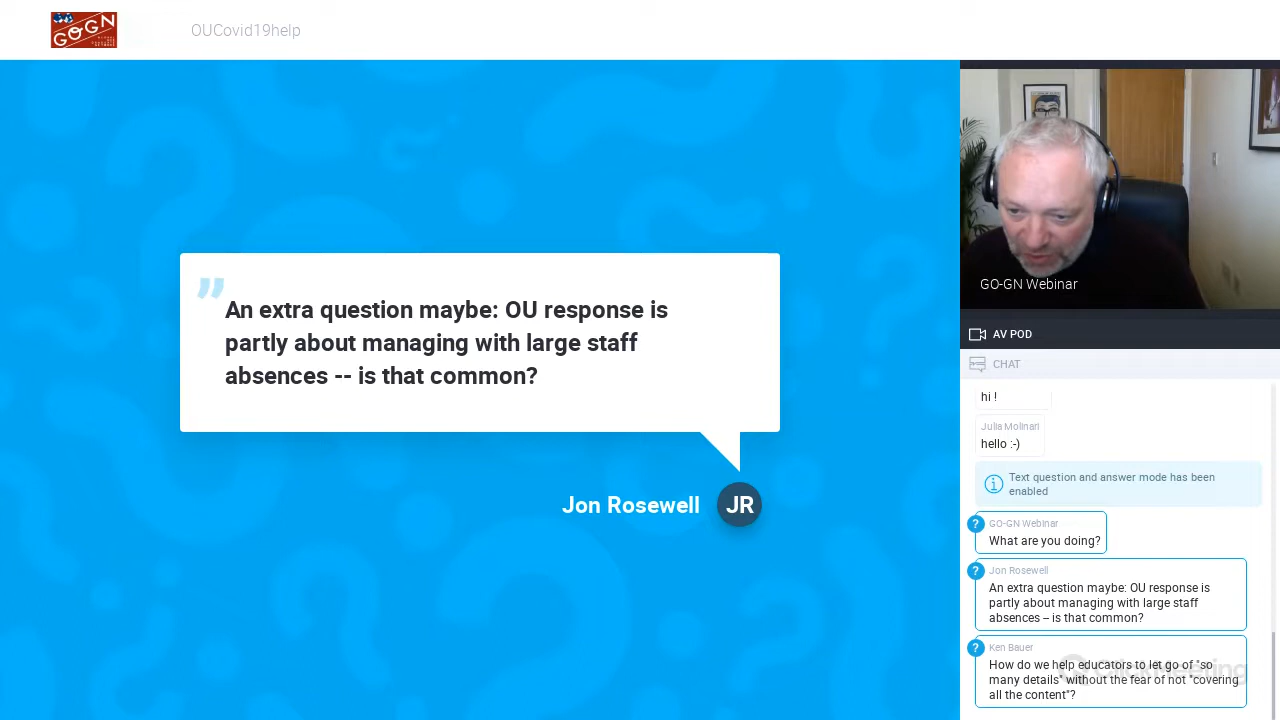 GOGN
OUCovid19help
An extra question maybe: OU response is
partly about managing with large staff
absences -- is that common?
Jon Rosewell
JR
GO-GN Webinar
AV POD
CHAT
hi !
Julia Molinari
hello :-)
Text question and answer mode has been
enabled
?
GO-GN Webinar
What are you doing?
?
Jon Rosewell
An extra question maybe: OU response is
partly about managing with large staff
absences -- is that common?
?
Ken Bauer
How do we help educators to let go of "so
many details" without the fear of not "covering
all the content"?